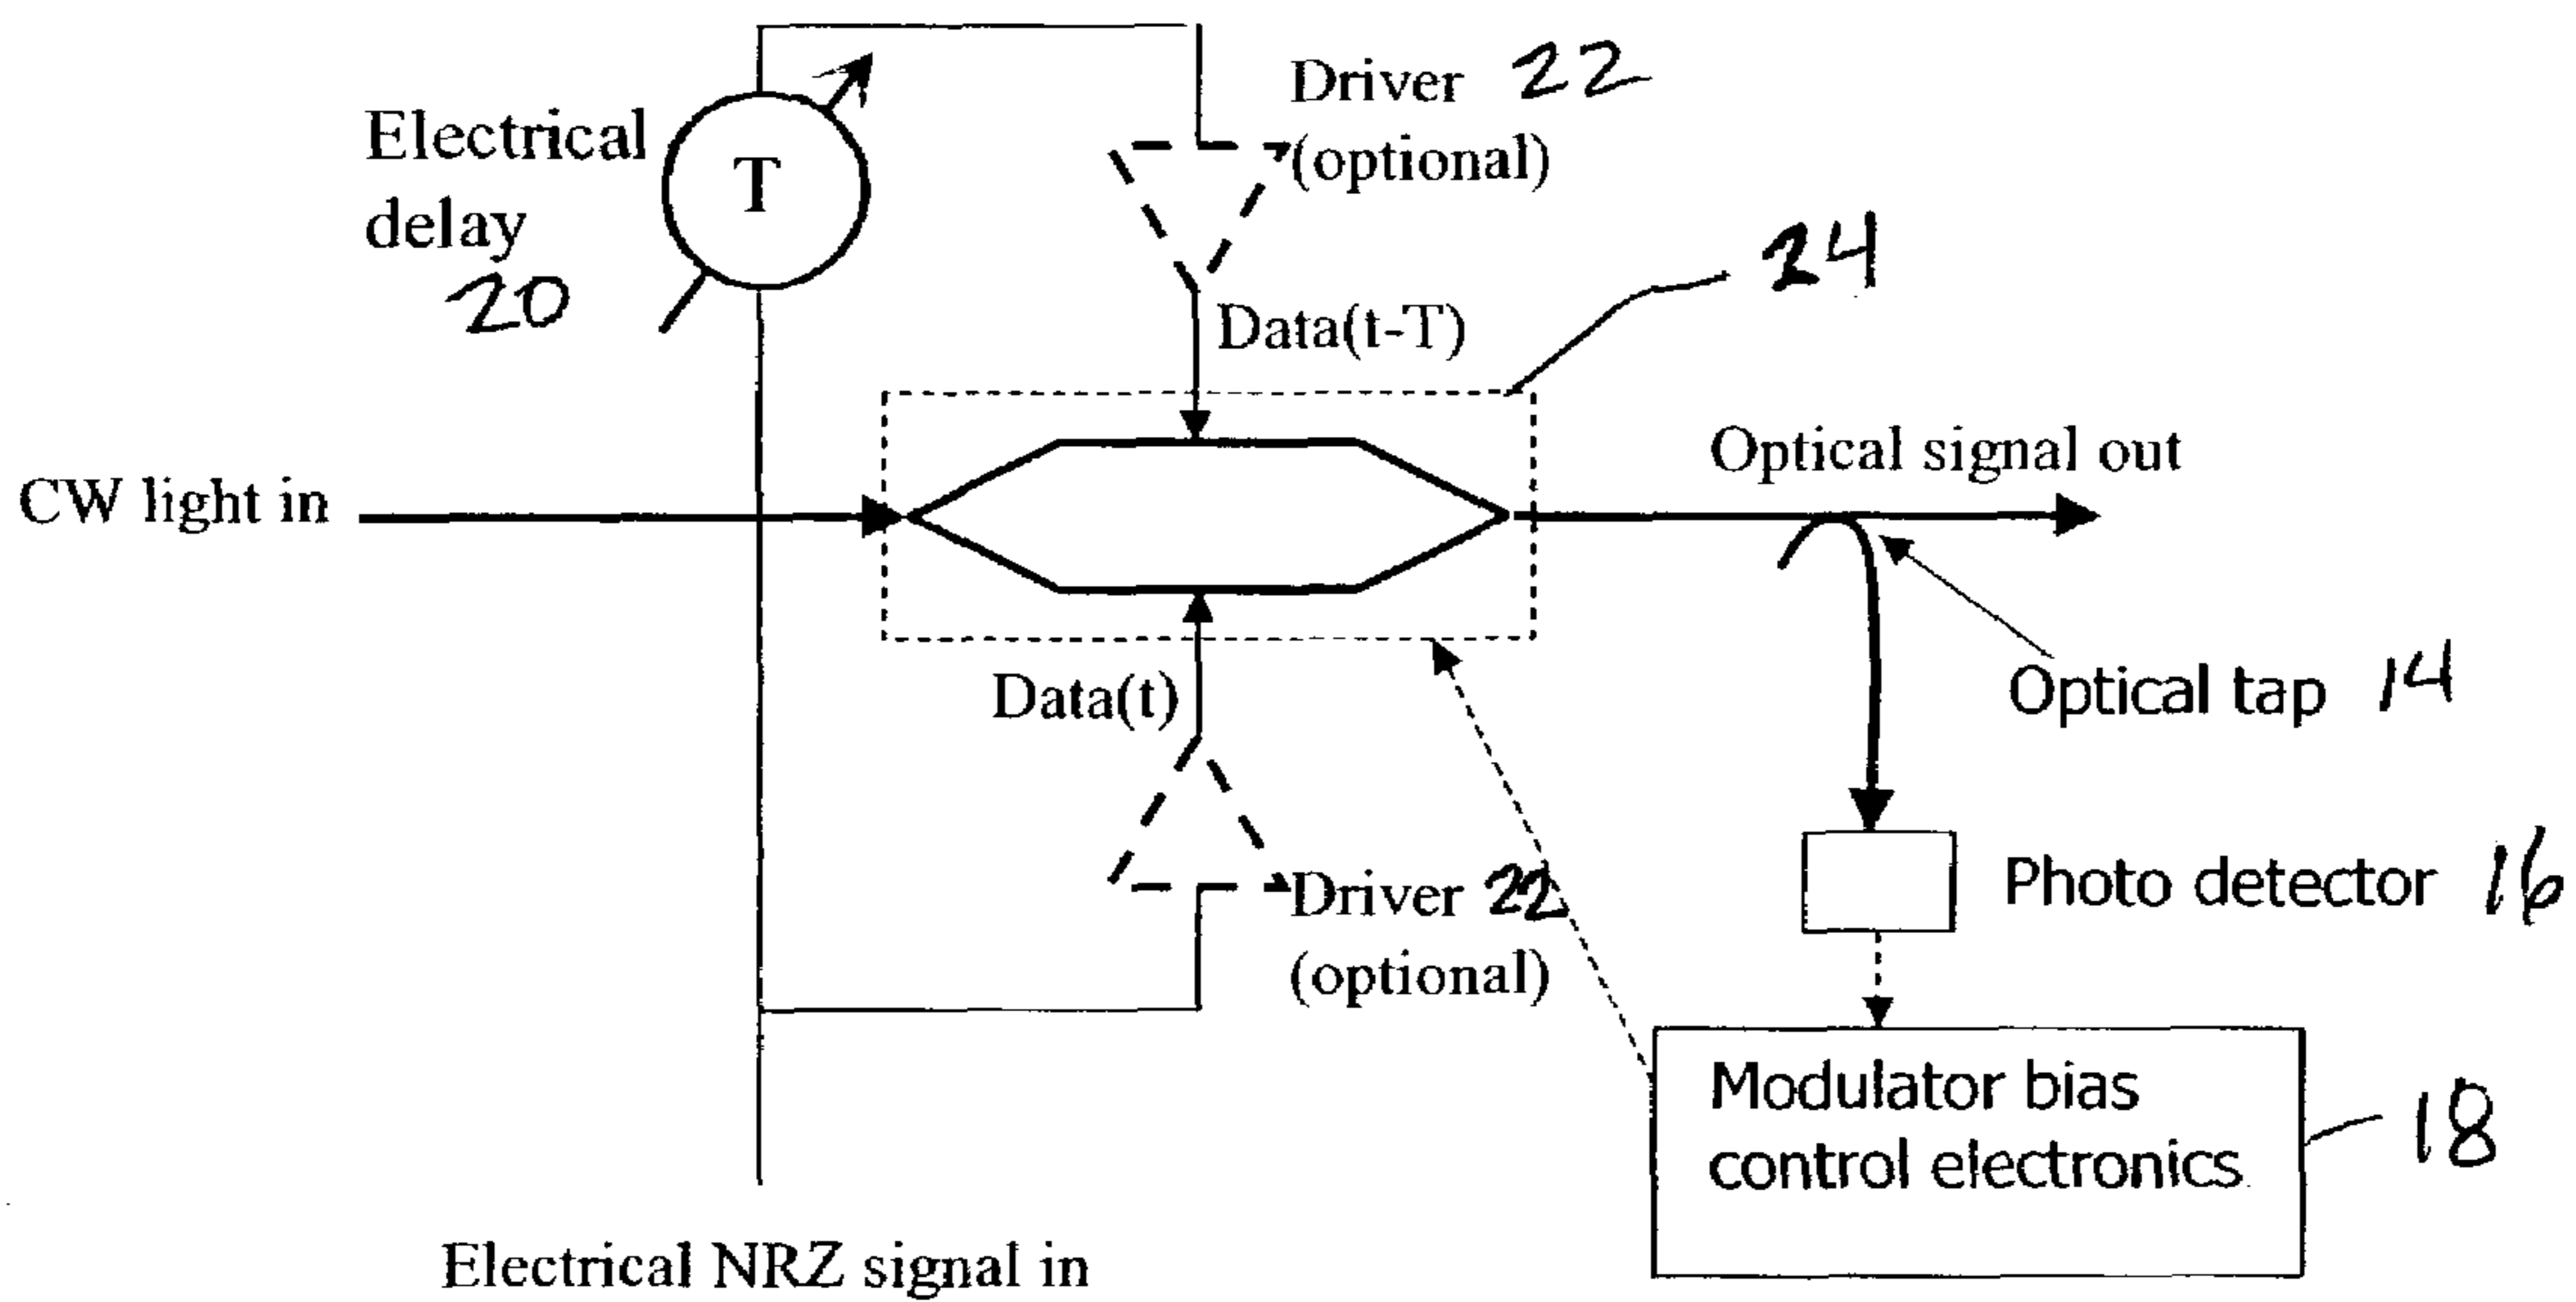 Driver 22
(optional)
Electrical
delay
20
T
24
Data(t-T)
Optical signal out
CW light in
Data(t)
Optical tap 14
Driver 22
(optional)
Photo detector 16
Modulator bias
control electronics
18
Electrical NRZ signal in